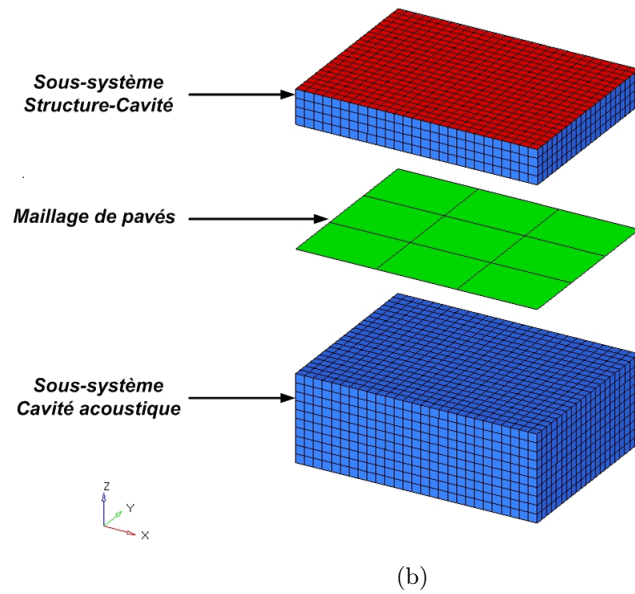 Sous-système
Structure-Cavité
Maillage de pavés
Sous-système
Cavité acoustique
Z
Y
X
(b)